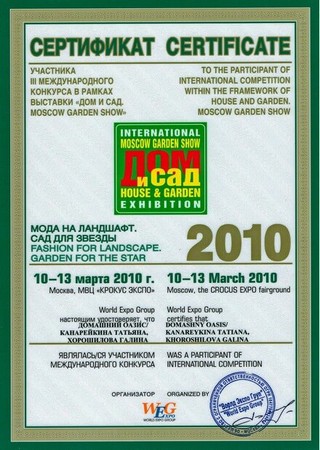 СЕРТИФИКАТ CERTIFICATE
УЧАСТНИКА
III МЕЖДУНАРОДНОГО
КОНКУРСА В РАМКАХ
ВЫСТАВКИ «ДОМ И САД.
MOSCOW GARDEN SHOW»
TO THE PARTICIPANT OF
INTERNATIONAL COMPETITION
WITHIN THE FRAMEWORK OF
HOUSE AND GARDEN.
MOSCOW GARDEN SHOW
INTERNATIONAL
MOSCOW GARDEN SHOW
ДОМ
и сад
HOUSE & GARDEN
EXHIBITION
МОДА НА ЛАНДШАФТ.
САД ДЛЯ ЗВЕЗДЫ
FASHION FOR LANDSCAPE.
GARDEN FOR THE STAR
2010
10–13 марта 2010 г.
Москва, МВЦ «КРОКУС ЭКСПО»
10–13 March 2010
Moscow, the CROCUS EXPO fairground
World Expo Group
настоящим удостоверяет, что
ДОМАШНИЙ ОАЗИС/
КАНАРЕЙКИНА ТАТЬЯНА,
ХОРОШИЛОВА ГАЛИНА
World Expo Group
certifies that
DOMASHNY OASIS/
KANAREYKINA TATIANA,
KHOROSHILOVA GALINA
ЯВЛЯЛАСЬ УЧАСТНИКОМ
МЕЖДУНАРОДНОГО КОНКУРСА
WAS A PARTICIPANT OF
INTERNATIONAL COMPETITION
ОРГАНИЗАТОР
ORGANIZED BY
WEG
EXPO
WORLD EXPO GROUP
"Ворлд Экспо Груп"
"World Expo Group"